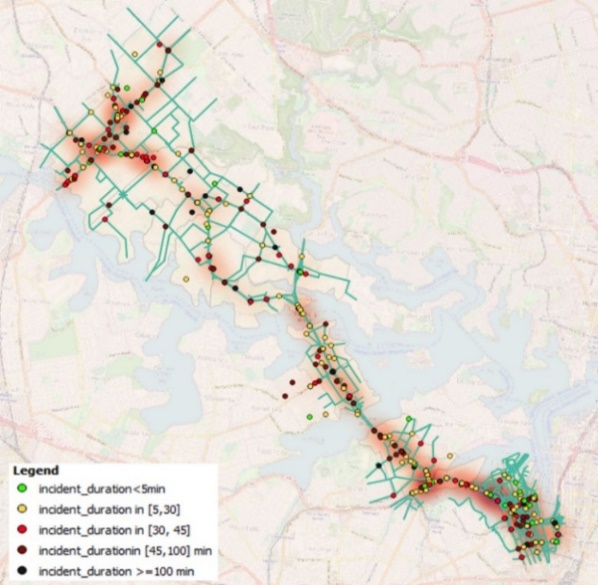 Legend
incident_duration<5min
incident_duration in [5,30]
incident_duration in [30, 45]
incident_durationin [45,100] min
incident_duration >=100 min